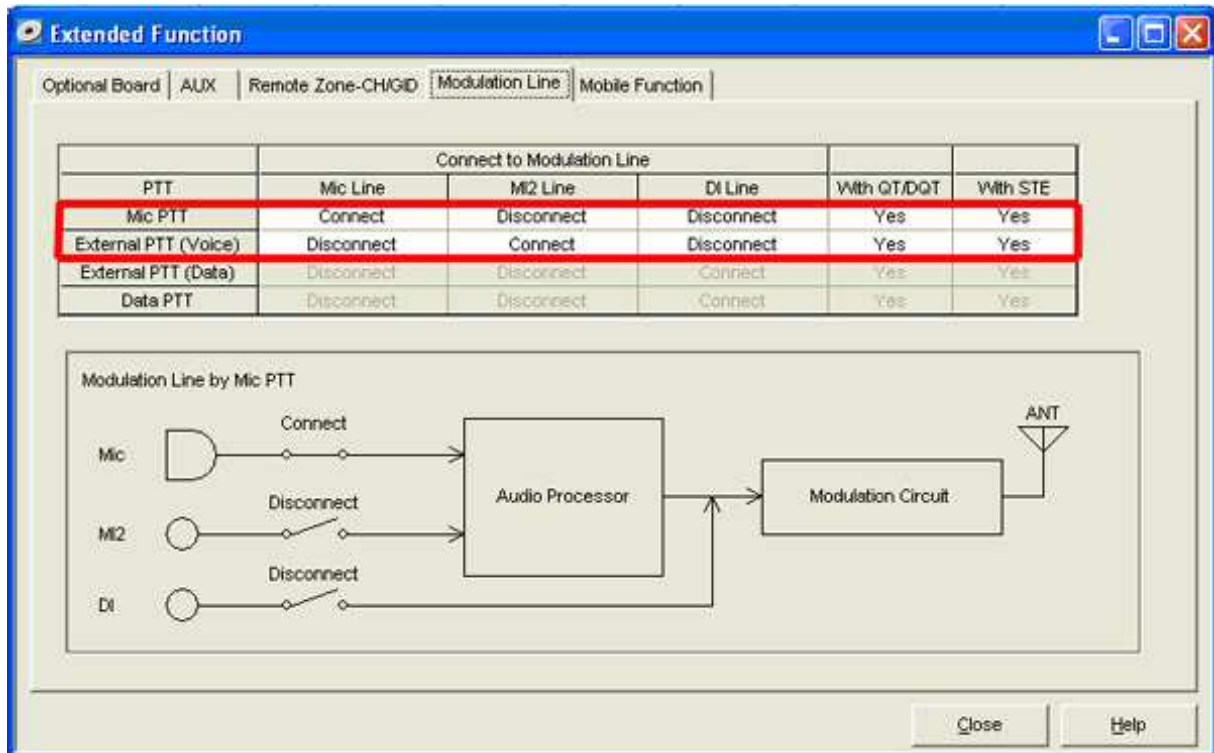 Extended Function
Optional Board AUX Remote Zone-CH/GID Modulation Line Mobile Function
Connect to Modulation Line
PTT Mic Line MI2 Line DI Line With QT/DQT With STE
Mic PTT Connect Disconnect Disconnect Yes Yes
External PTT (Voice) Disconnect Connect Disconnect Yes Yes
External PTT (Data) Disconnect Disconnect Connect Yes Yes
Data PTT Disconnect Disconnect Connect Yes Yes
Modulation Line by Mic PTT
Connect
ANT
Mic
Disconnect
Audio Processor
Modulation Circuit
MI2
Disconnect
DI
Close Help